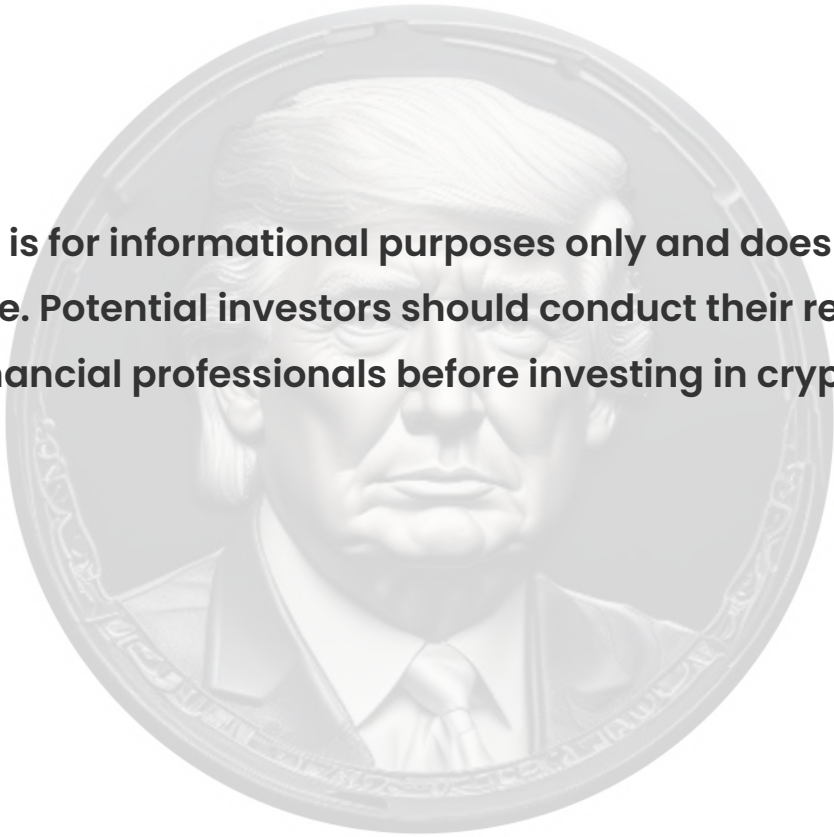 is for informational purposes only and does
e. Potential investors should conduct their re
ancial professionals before investing in cryp